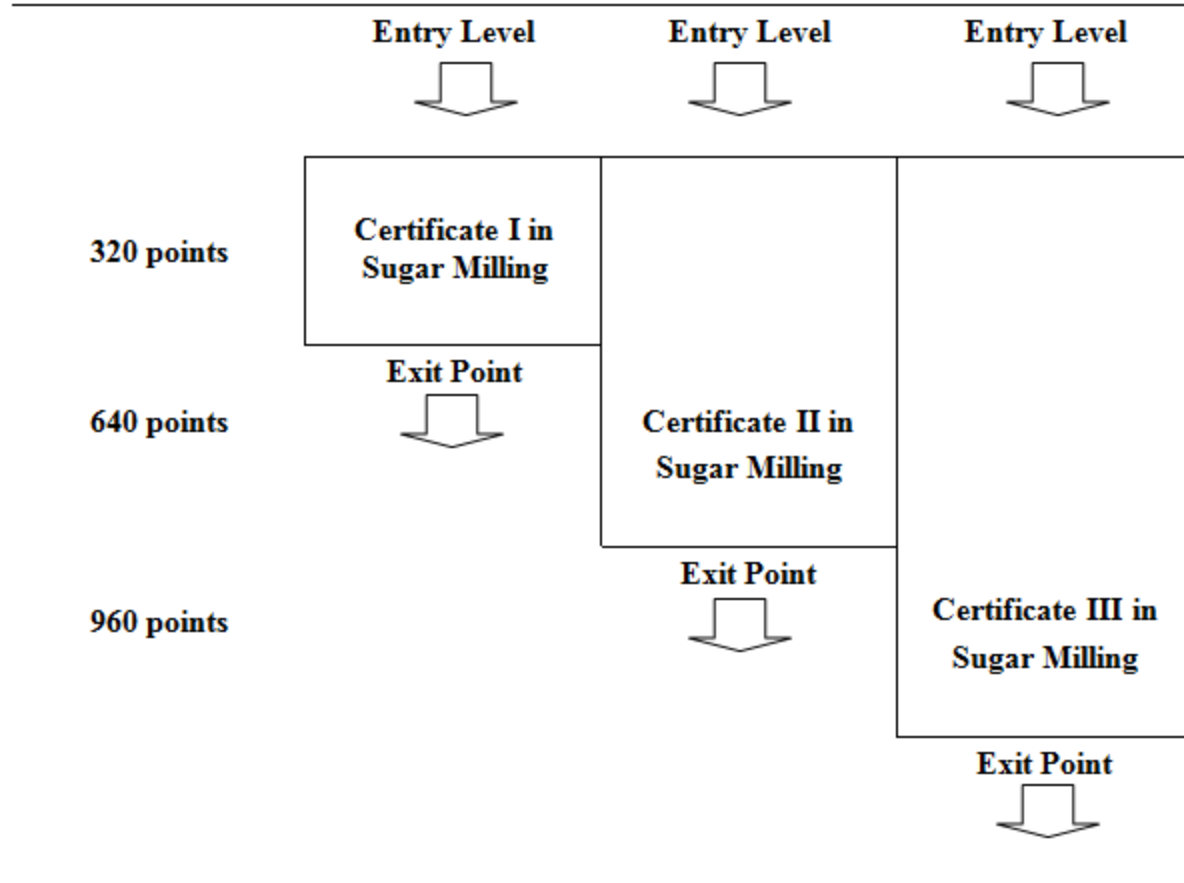 Entry Level
Entry Level
Entry Level
320 points
Certificate I in
Sugar Milling
Exit Point
640 points
Certificate II in
Sugar Milling
Exit Point
960 points
Certificate III in
Sugar Milling
Exit Point